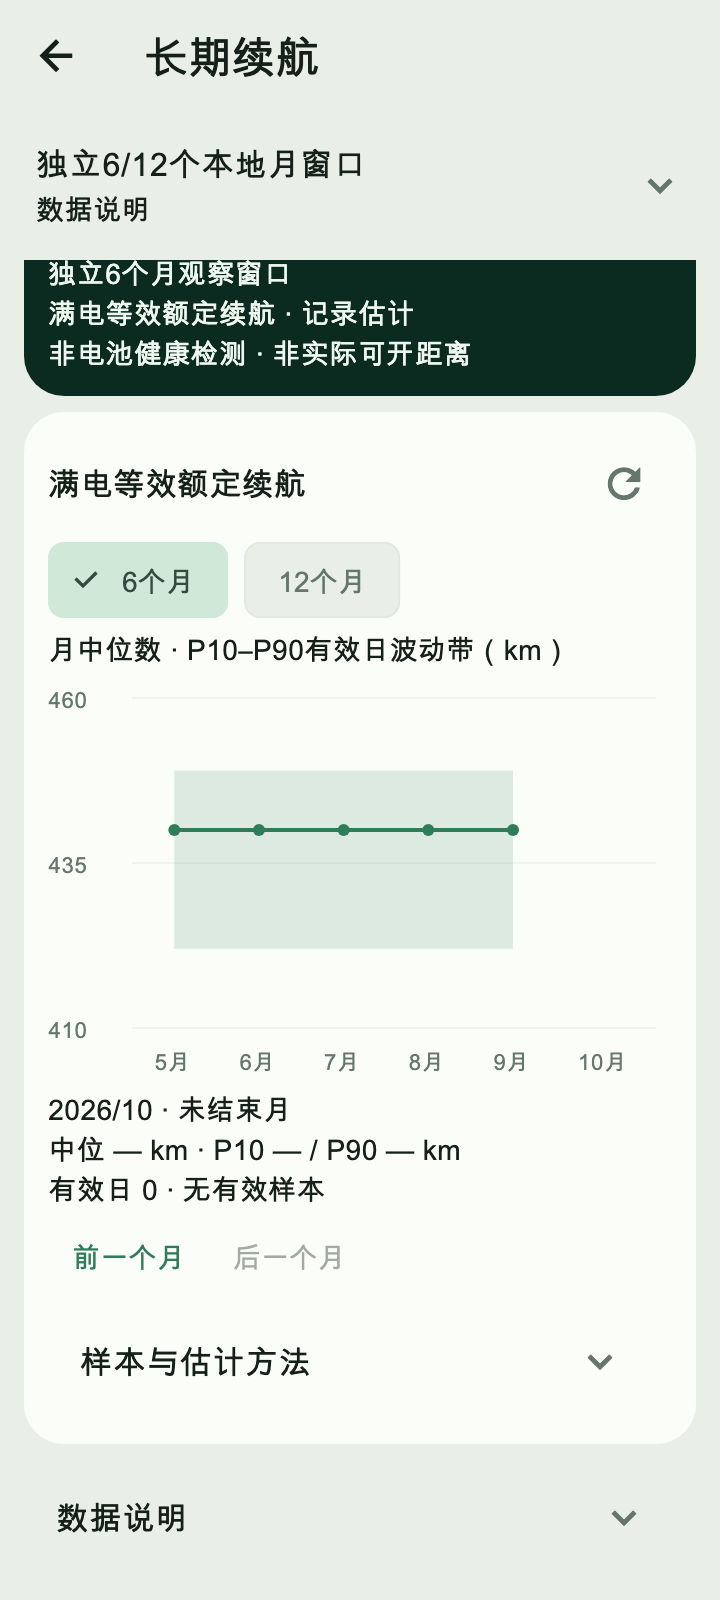 长期续航
独立6/12个本地月窗口
数据说明
独立6个月观察窗口
满电等效额定续航 · 记录估计
非电池健康检测 · 非实际可开距离
满电等效额定续航
6个月
12个月
月中位数 · P10–P90有效日波动带（km）
460
435
410
5月 6月 7月 8月 9月 10月
2026/10 · 未结束月
中位 — km · P10 — / P90 — km
有效日 0 · 无有效样本
前一个月 后一个月
样本与估计方法
数据说明